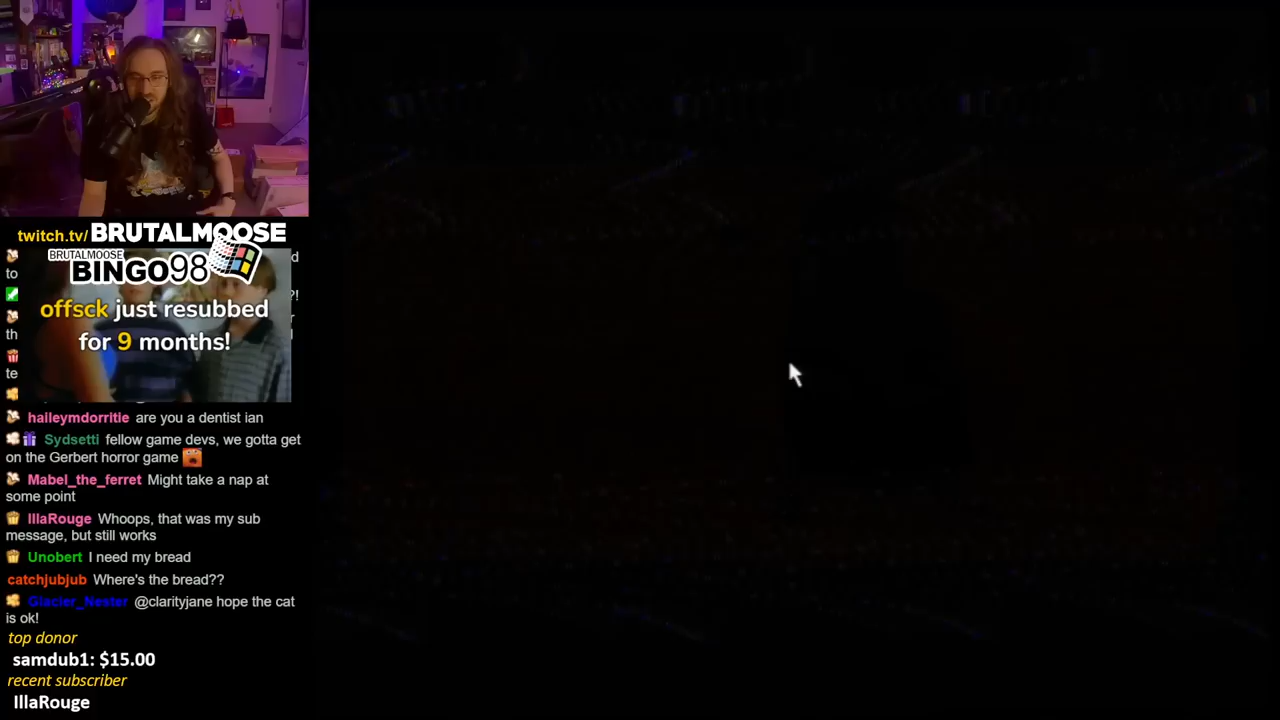 twitch.tv/BRUTALMOOSE
BRUTALMOOSE
BINGO98
d
to
?!
offsck just resubbed
for 9 months!
th
te
haileymdorritie are you a dentist ian
Sydsetti fellow game devs, we gotta get
on the Gerbert horror game
Mabel_the_ferret Might take a nap at
some point
IllaRouge Whoops, that was my sub
message, but still works
Unobert I need my bread
catchjubjub Where's the bread??
Glacier_Nester @clarityjane hope the cat
is ok!
top donor
samdub1: $15.00
recent subscriber
IllaRouge